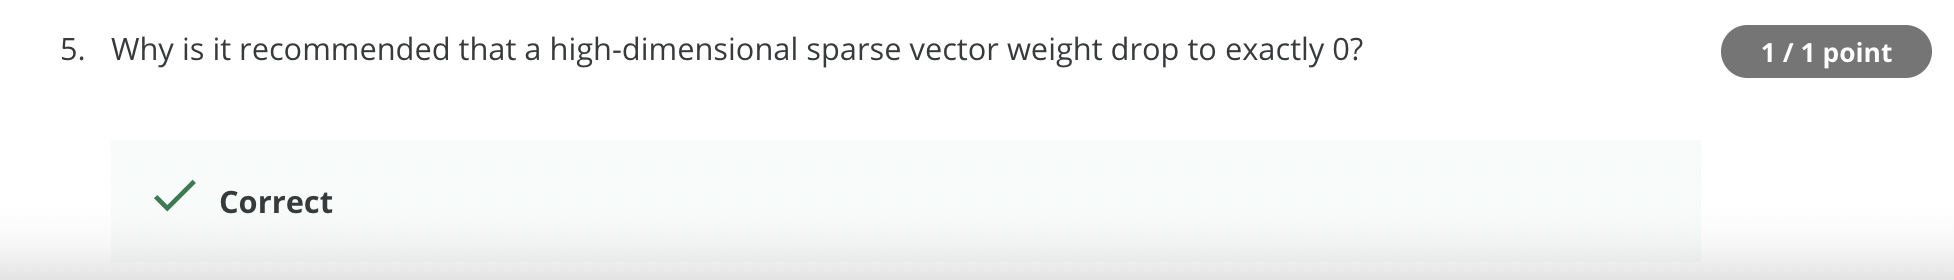 5. Why is it recommended that a high-dimensional sparse vector weight drop to exactly 0?
1 / 1 point
Correct